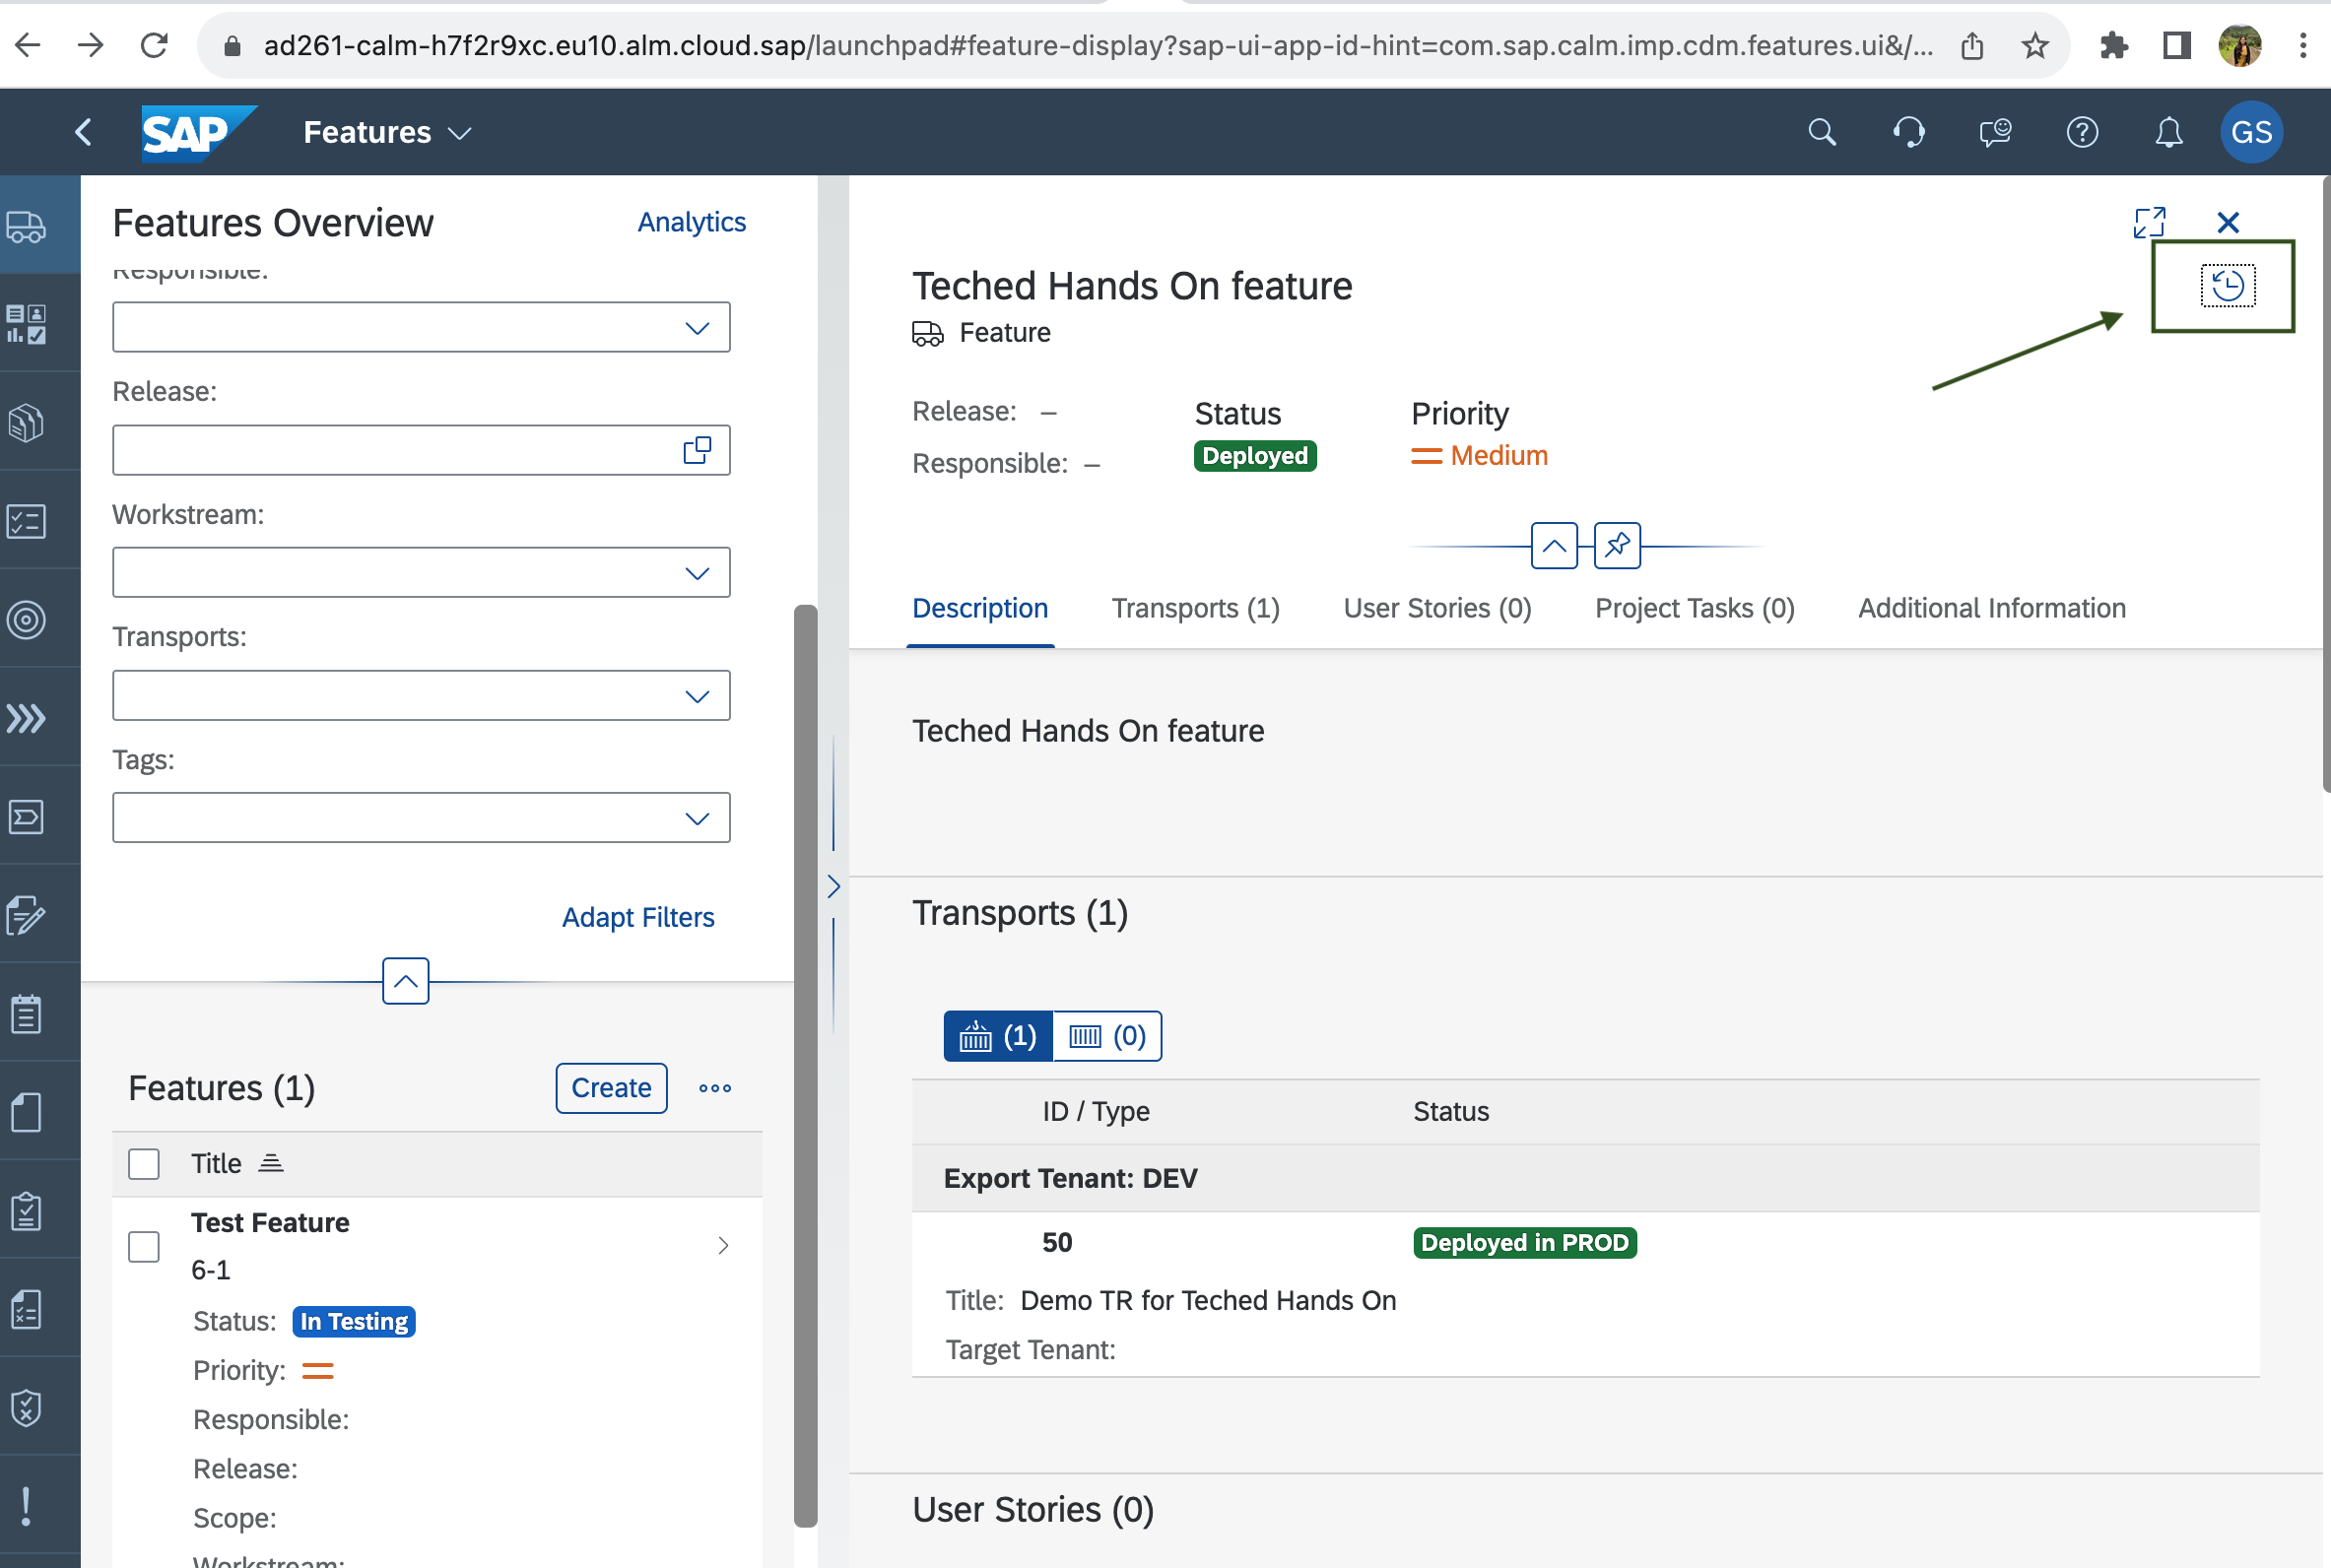 ad261-calm-h7f2r9xc.eu10.alm.cloud.sap/launchpad#feature-display?sap-ui-app-id-hint=com.sap.calm.imp.cdm.features.ui&/...
SAP
Features
GS
Features Overview
Analytics
Responsible:
Release:
Workstream:
Transports:
Tags:
Adapt Filters
Features (1)
Create
Title
Test Feature
6-1
Status: In Testing
Priority:
Responsible:
Release:
Scope:
Workstream:
Teched Hands On feature
Feature
Release: –
Responsible: –
Status
Deployed
Priority
Medium
Description
Transports (1)
User Stories (0)
Project Tasks (0)
Additional Information
Teched Hands On feature
Transports (1)
(1)
(0)
ID / Type
Status
Export Tenant: DEV
50
Deployed in PROD
Title: Demo TR for Teched Hands On
Target Tenant:
User Stories (0)